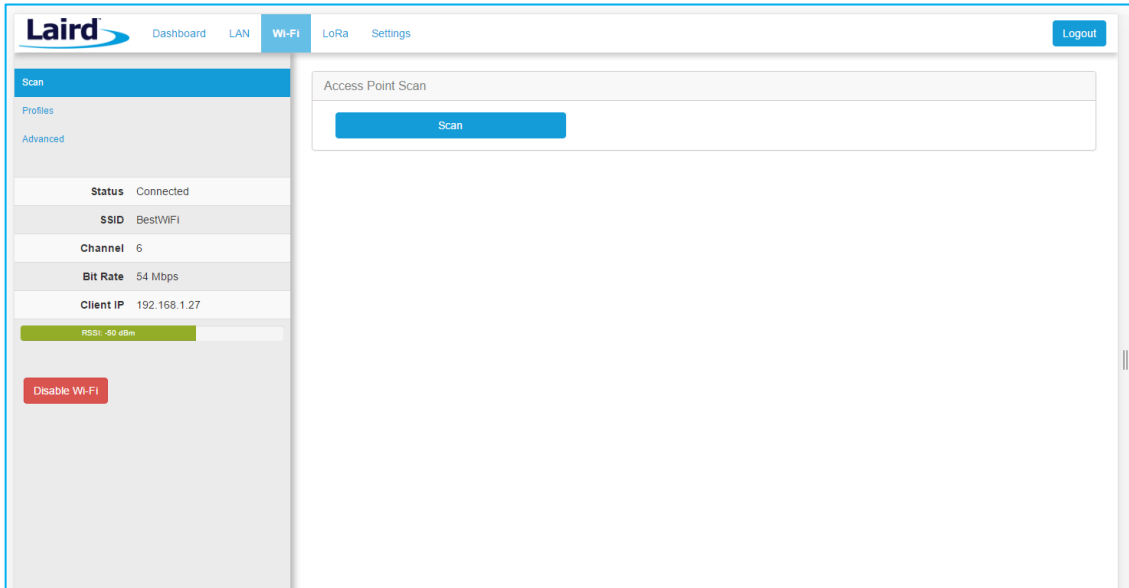 Laird
Dashboard LAN Wi-Fi LoRa Settings Logout
Scan
Profiles
Advanced
Status Connected
SSID BestWiFi
Channel 6
Bit Rate 54 Mbps
Client IP 192.168.1.27
RSSI: -50 dBm
Disable Wi-Fi
Access Point Scan
Scan